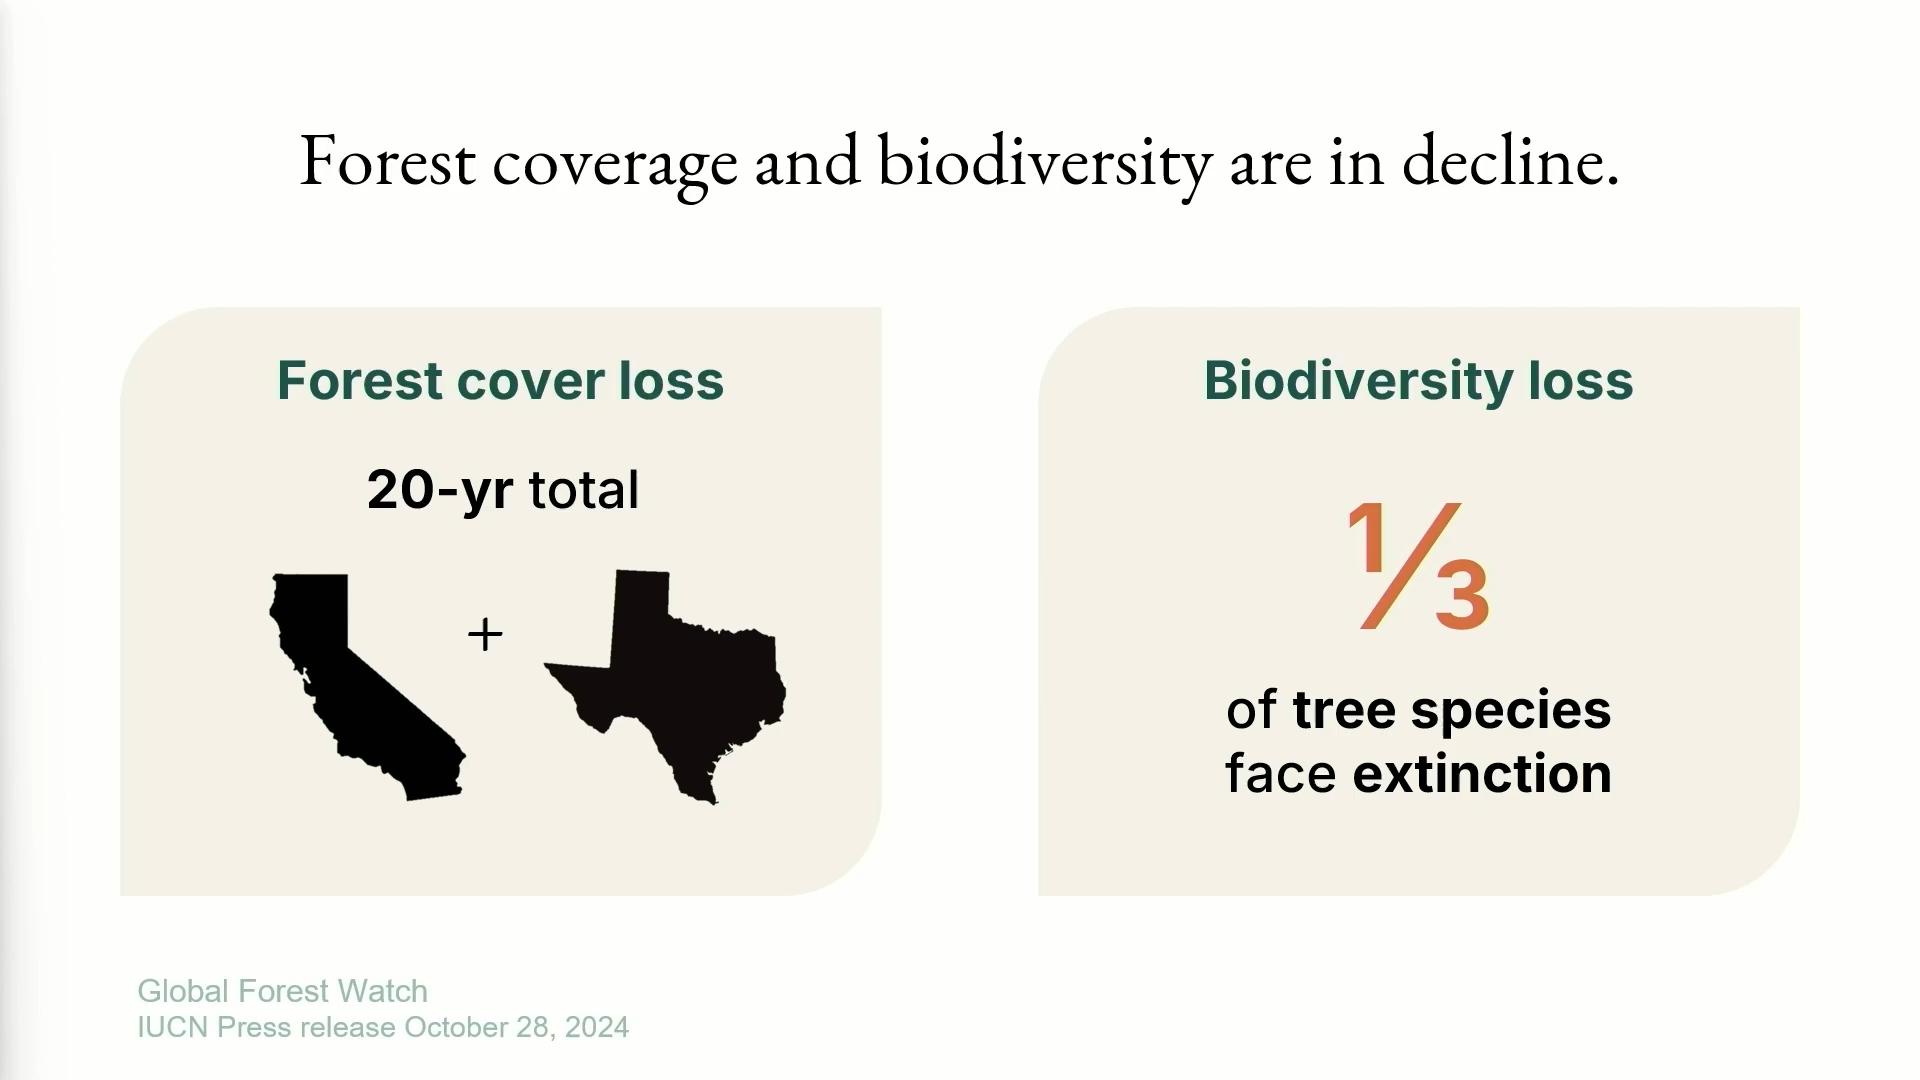 Forest coverage and biodiversity are in decline.
Forest cover loss
20-yr total
+
Biodiversity loss
⅓
of tree species
face extinction
Global Forest Watch
IUCN Press release October 28, 2024